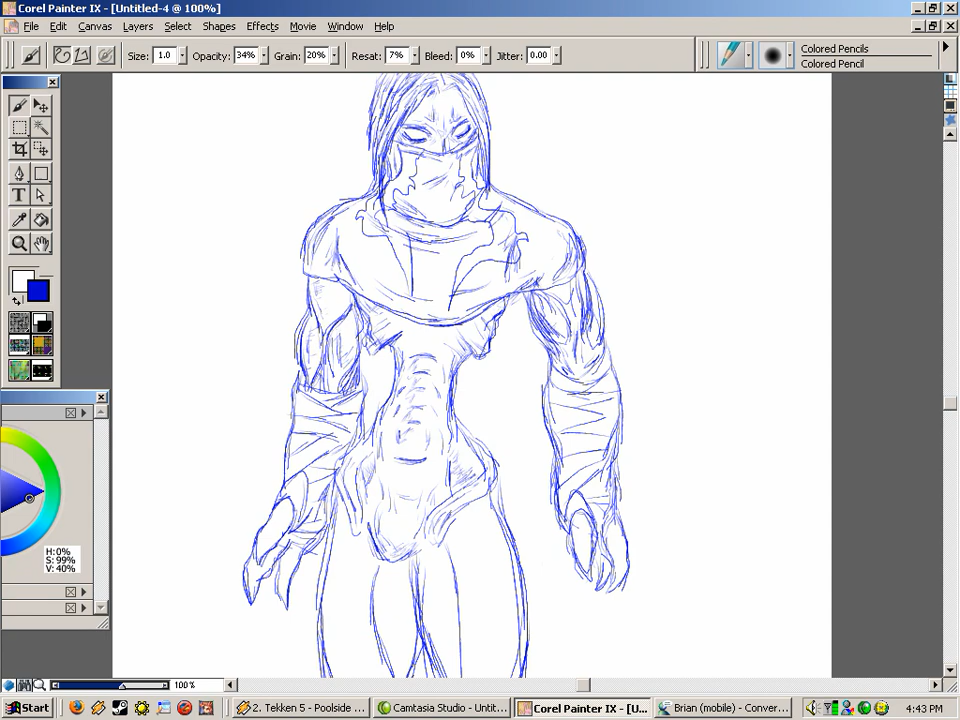 Corel Painter IX - [Untitled-4 @ 100%]
File Edit Canvas Layers Select Shapes Effects Movie Window Help
Size: 1.0 Opacity: 34% Grain: 20% Resat: 7% Bleed: 0% Jitter: 0.00
Colored Pencils
Colored Pencil
T
H:0%
S: 99%
V: 40%
100%
Start 2. Tekken 5 - Poolside ... Camtasia Studio - Untit... Corel Painter IX - [U... Brian (mobile) - Conver... 4:43 PM